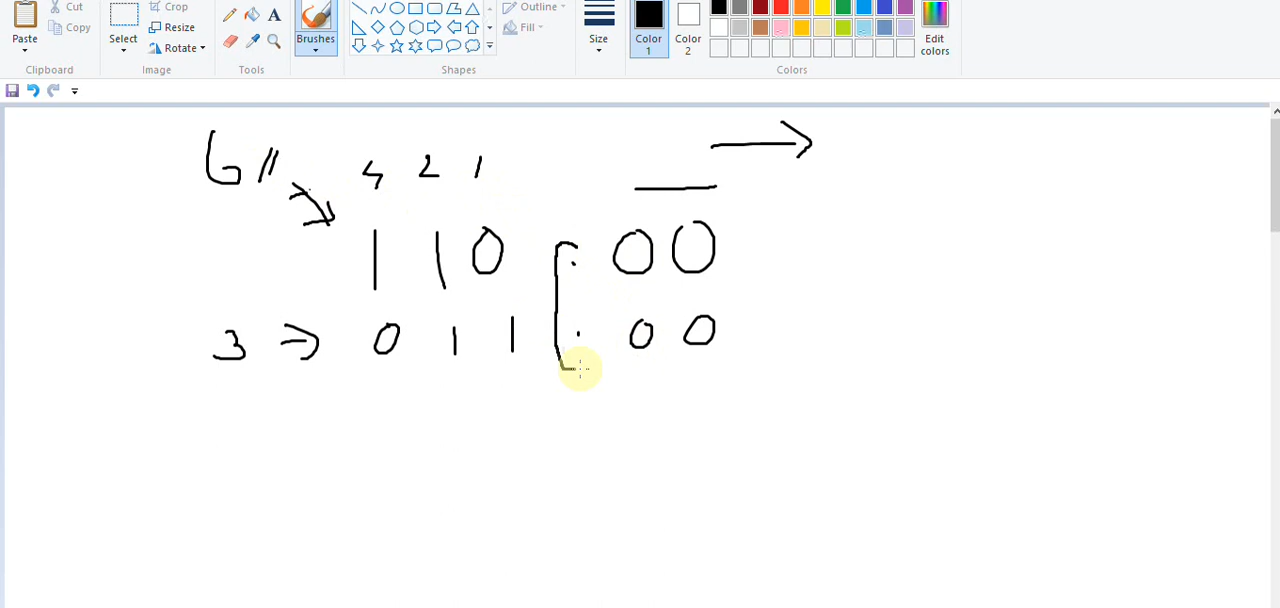 Cut
Crop
Outline
Paste
Copy
Select
Resize
Rotate
Brushes
Fill
Size
Color 1
Color 2
Edit colors
Clipboard
Image
Tools
Shapes
Colors
A
6 // 4 2 1
1 1 0 . 0 0
3 ⇒ 0 1 1 . 0 0